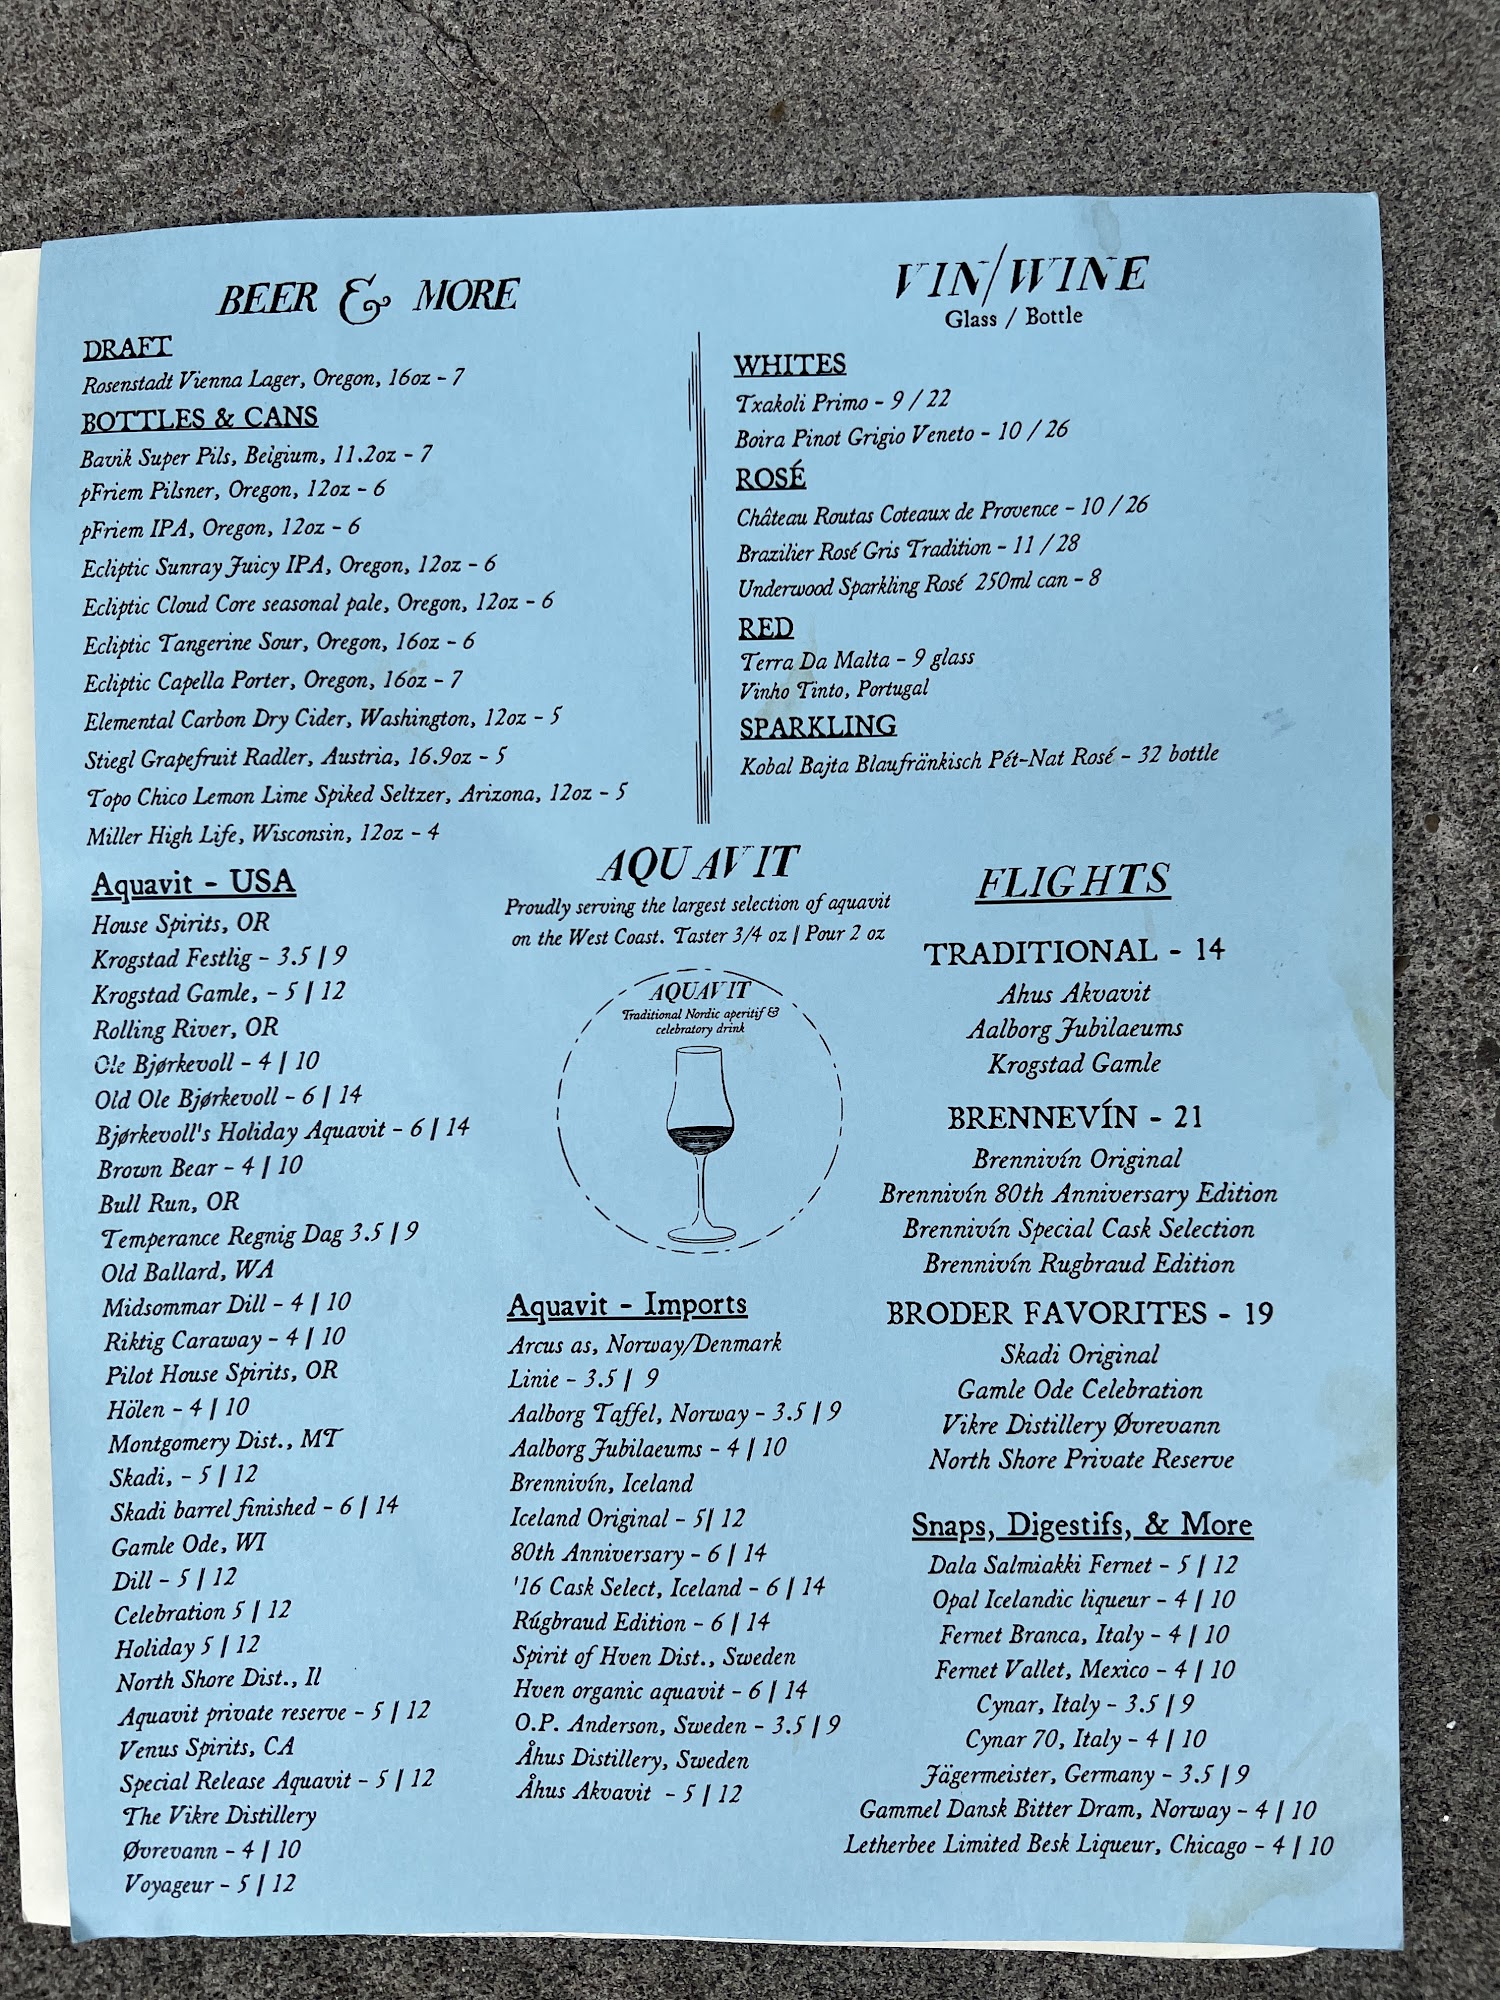 BEER & MORE
DRAFT
Rosenstadt Vienna Lager, Oregon, 16oz - 7
BOTTLES & CANS
Bavik Super Pils, Belgium, 11.2oz - 7
pFriem Pilsner, Oregon, 12oz - 6
pFriem IPA, Oregon, 12oz - 6
Ecliptic Sunray Juicy IPA, Oregon, 12oz - 6
Ecliptic Cloud Core seasonal pale, Oregon, 12oz - 6
Ecliptic Tangerine Sour, Oregon, 16oz - 6
Ecliptic Capella Porter, Oregon, 16oz - 7
Elemental Carbon Dry Cider, Washington, 12oz - 5
Stiegl Grapefruit Radler, Austria, 16.9oz - 5
Topo Chico Lemon Lime Spiked Seltzer, Arizona, 12oz - 5
Miller High Life, Wisconsin, 12oz - 4
VIN/WINE
Glass / Bottle
WHITES
Txakoli Primo - 9 / 22
Boira Pinot Grigio Veneto - 10 / 26
ROSÉ
Château Routas Coteaux de Provence - 10 / 26
Brazilier Rosé Gris Tradition - 11 / 28
Underwood Sparkling Rosé 250ml can - 8
RED
Terra Da Malta - 9 glass
Vinho Tinto, Portugal
SPARKLING
Kobal Bajta Blaufränkisch Pét-Nat Rosé - 32 bottle
Aquavit - USA
House Spirits, OR
Krogstad Festlig - 3.5 | 9
Krogstad Gamle, - 5 | 12
Rolling River, OR
Ole Bjørkevoll - 4 | 10
Old Ole Bjørkevoll - 6 | 14
Bjørkevoll's Holiday Aquavit - 6 | 14
Brown Bear - 4 | 10
Bull Run, OR
Temperance Regnig Dag 3.5 | 9
Old Ballard, WA
Midsommar Dill - 4 | 10
Riktig Caraway - 4 | 10
Pilot House Spirits, OR
Hölen - 4 | 10
Montgomery Dist., MT
Skadi, - 5 | 12
Skadi barrel finished - 6 | 14
Gamle Ode, WI
Dill - 5 | 12
Celebration 5 | 12
Holiday 5 | 12
North Shore Dist., Il
Aquavit private reserve - 5 | 12
Venus Spirits, CA
Special Release Aquavit - 5 | 12
The Vikre Distillery
Øvrevann - 4 | 10
Voyageur - 5 | 12
AQUAVIT
Proudly serving the largest selection of aquavit
on the West Coast. Taster 3/4 oz | Pour 2 oz
AQUAVIT
Traditional Nordic aperitif &
celebratory drink
Aquavit - Imports
Arcus as, Norway/Denmark
Linie - 3.5 | 9
Aalborg Taffel, Norway - 3.5 | 9
Aalborg Jubilaeums - 4 | 10
Brennivín, Iceland
Iceland Original - 5| 12
80th Anniversary - 6 | 14
'16 Cask Select, Iceland - 6 | 14
Rúgbraud Edition - 6 | 14
Spirit of Hven Dist., Sweden
Hven organic aquavit - 6 | 14
O.P. Anderson, Sweden - 3.5 | 9
Åhus Distillery, Sweden
Åhus Akvavit - 5 | 12
FLIGHTS
TRADITIONAL - 14
Ahus Akvavit
Aalborg Jubilaeums
Krogstad Gamle
BRENNEVÍN - 21
Brennivín Original
Brennivín 80th Anniversary Edition
Brennivín Special Cask Selection
Brennivín Rugbraud Edition
BRODER FAVORITES - 19
Skadi Original
Gamle Ode Celebration
Vikre Distillery Øvrevann
North Shore Private Reserve
Snaps, Digestifs, & More
Dala Salmiakki Fernet - 5 | 12
Opal Icelandic liqueur - 4 | 10
Fernet Branca, Italy - 4 | 10
Fernet Vallet, Mexico - 4 | 10
Cynar, Italy - 3.5 | 9
Cynar 70, Italy - 4 | 10
Jägermeister, Germany - 3.5 | 9
Gammel Dansk Bitter Dram, Norway - 4 | 10
Letherbee Limited Besk Liqueur, Chicago - 4 | 10